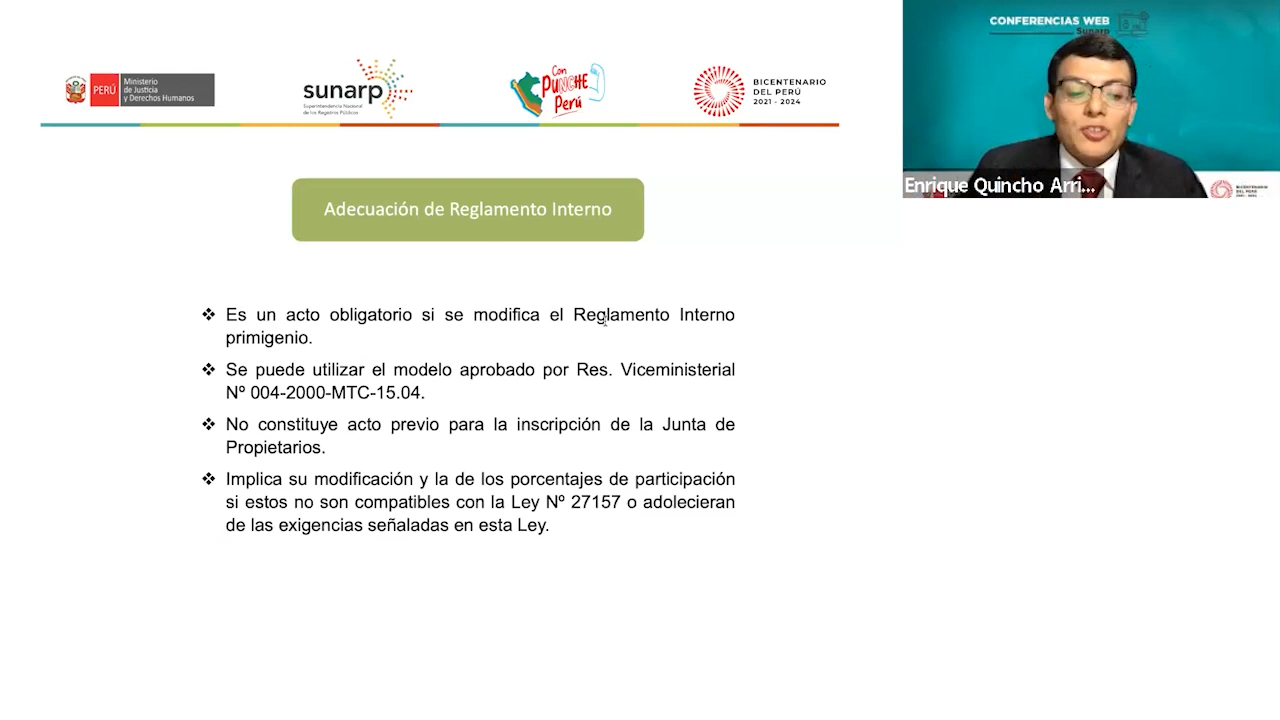 PERÚ
Ministerio
de Justicia
y Derechos Humanos
sunarp
Superintendencia Nacional
de los Registros Públicos
Con
PUNCHE
Perú
BICENTENARIO
DEL PERÚ
2021 - 2024
CONFERENCIAS WEB
Sunarp
Enrique Quincho Arri...
BICENTENARIO
DEL PERÚ
2021 - 2024
Adecuación de Reglamento Interno
❖ Es un acto obligatorio si se modifica el Reglamento Interno
primigenio.
❖ Se puede utilizar el modelo aprobado por Res. Viceministerial
Nº 004-2000-MTC-15.04.
❖ No constituye acto previo para la inscripción de la Junta de
Propietarios.
❖ Implica su modificación y la de los porcentajes de participación
si estos no son compatibles con la Ley Nº 27157 o adolecieran
de las exigencias señaladas en esta Ley.